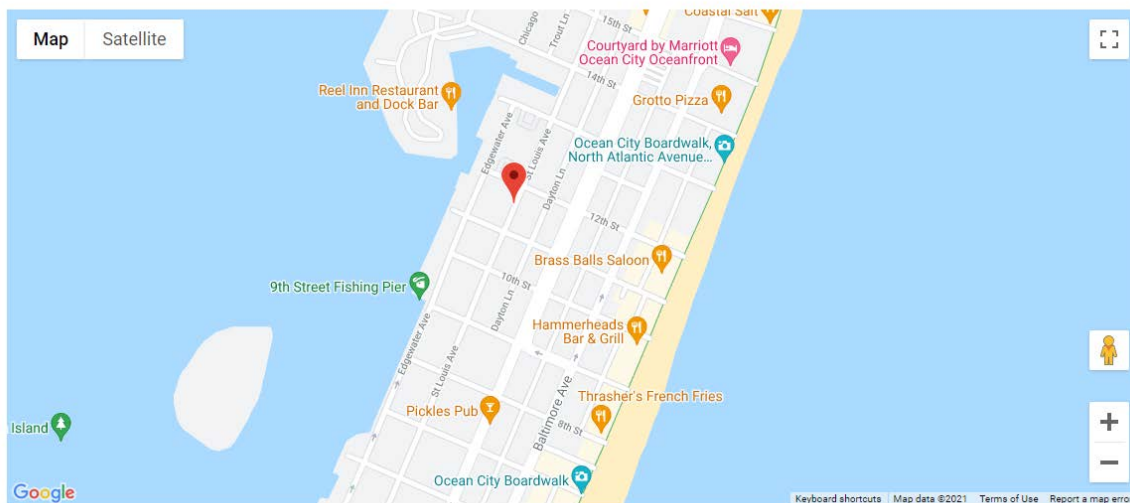 Map
Satellite
Coastal Salt
15th St
Chicago
Trout Ln
Courtyard by Marriott
Ocean City Oceanfront
14th St
Reel Inn Restaurant
and Dock Bar
Grotto Pizza
Edgewater Ave
St Louis Ave
Dayton Ln
Ocean City Boardwalk,
North Atlantic Avenue...
12th St
Brass Balls Saloon
10th St
9th Street Fishing Pier
Dayton Ln
Hammerheads
Bar & Grill
Edgewater Ave
St Louis Ave
Baltimore Ave
Thrasher's French Fries
Pickles Pub
8th St
Island
Ocean City Boardwalk
Google
Keyboard shortcuts
Map data ©2021
Terms of Use
Report a map erro